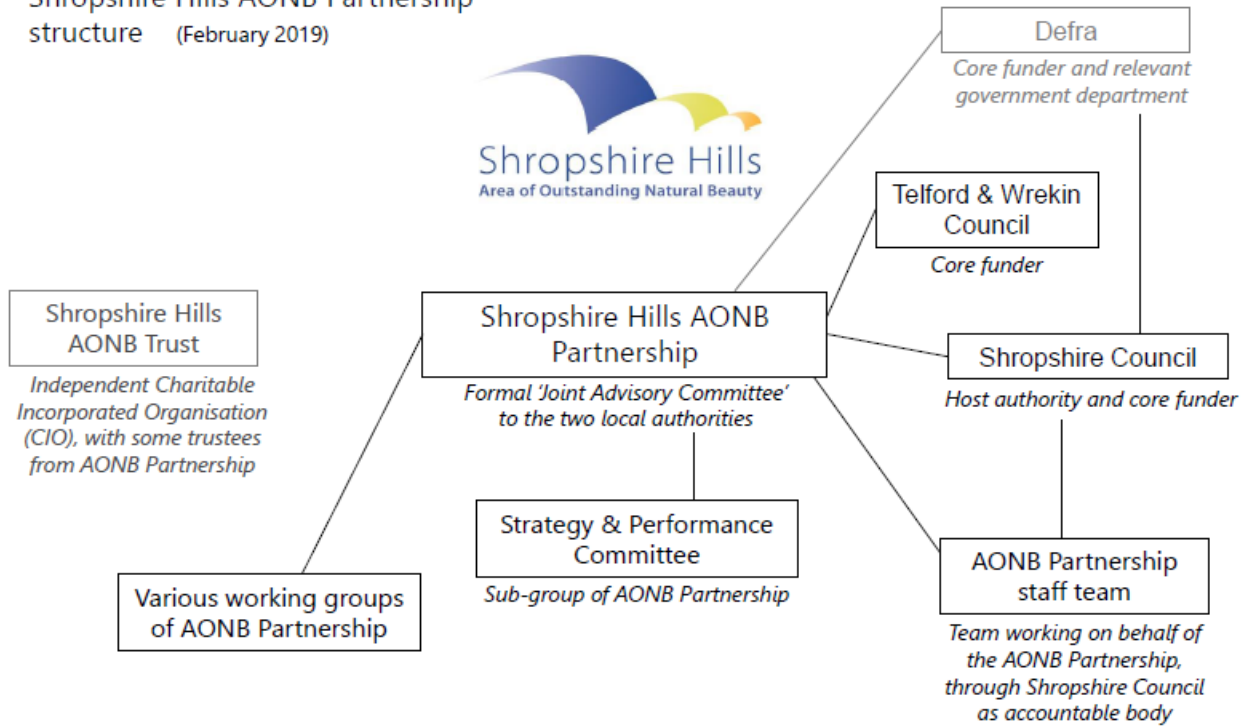 Shropshire Hills AONB Partnership
structure (February 2019)
Defra
Core funder and relevant
government department
Shropshire Hills
Area of Outstanding Natural Beauty
Telford & Wrekin
Council
Core funder
Shropshire Hills
AONB Trust
Independent Charitable
Incorporated Organisation
(CIO), with some trustees
from AONB Partnership
Shropshire Hills AONB
Partnership
Formal 'Joint Advisory Committee'
to the two local authorities
Shropshire Council
Host authority and core funder
Strategy & Performance
Committee
Sub-group of AONB Partnership
Various working groups
of AONB Partnership
AONB Partnership
staff team
Team working on behalf of
the AONB Partnership,
through Shropshire Council
as accountable body